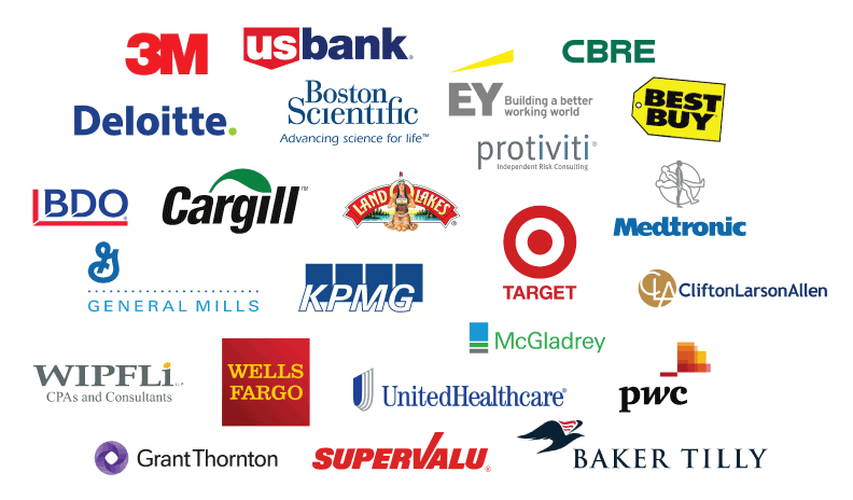 3M
usbank®
CBRE
Deloitte.
Boston
Scientific
Advancing science for life™
EY
Building a better
working world
BEST
BUY
protiviti®
Independent Risk Consulting
BDO®
Cargill™
LAND O LAKES®
Medtronic
TARGET
GENERAL MILLS
KPMG
CLA CliftonLarsonAllen
McGladrey
WIPFLi LLP
CPAs and Consultants
WELLS
FARGO
UnitedHealthcare®
pwc
GrantThornton
SUPERVALU®
BAKER TILLY